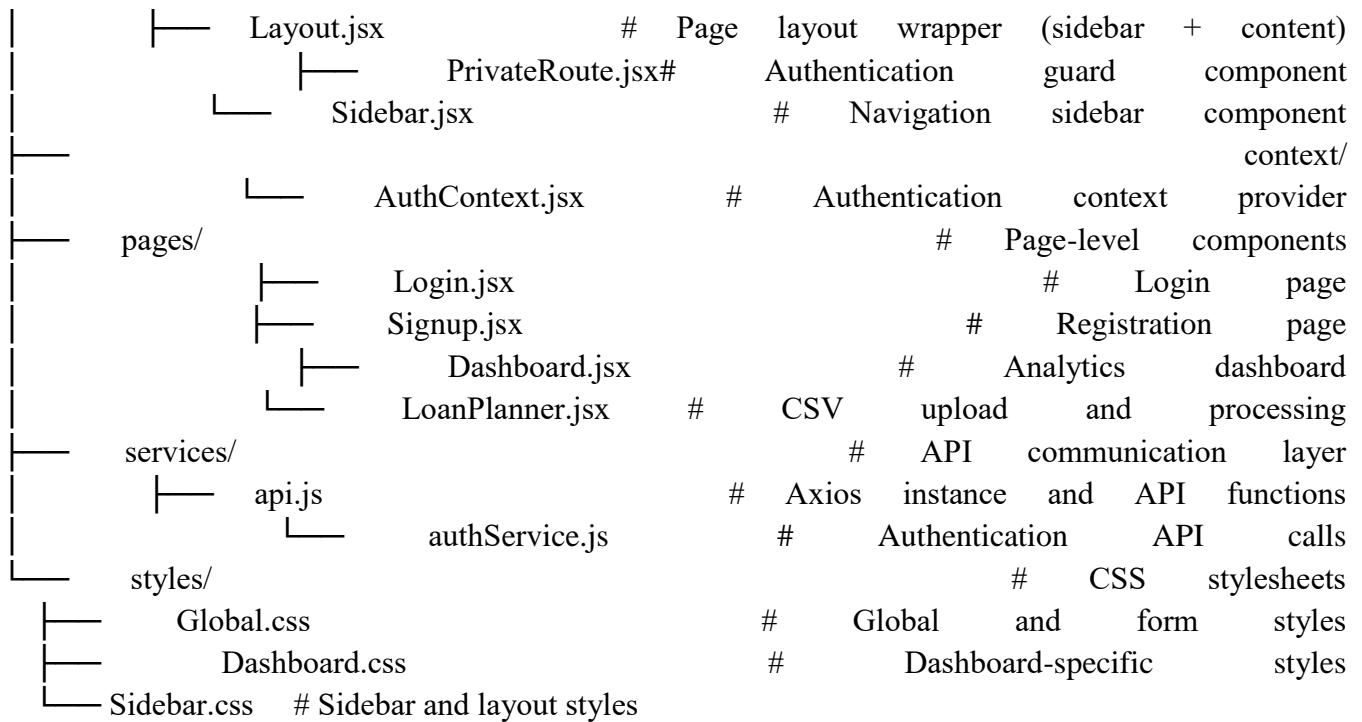 │ ├── Layout.jsx # Page layout wrapper (sidebar + content)
│ ├── PrivateRoute.jsx# Authentication guard component
│ └── Sidebar.jsx # Navigation sidebar component
├── context/
│ └── AuthContext.jsx # Authentication context provider
├── pages/ # Page-level components
│ ├── Login.jsx # Login page
│ ├── Signup.jsx # Registration page
│ ├── Dashboard.jsx # Analytics dashboard
│ └── LoanPlanner.jsx # CSV upload and processing
├── services/ # API communication layer
│ ├── api.js # Axios instance and API functions
│ └── authService.js # Authentication API calls
└── styles/ # CSS stylesheets
├── Global.css # Global and form styles
├── Dashboard.css # Dashboard-specific styles
└── Sidebar.css # Sidebar and layout styles